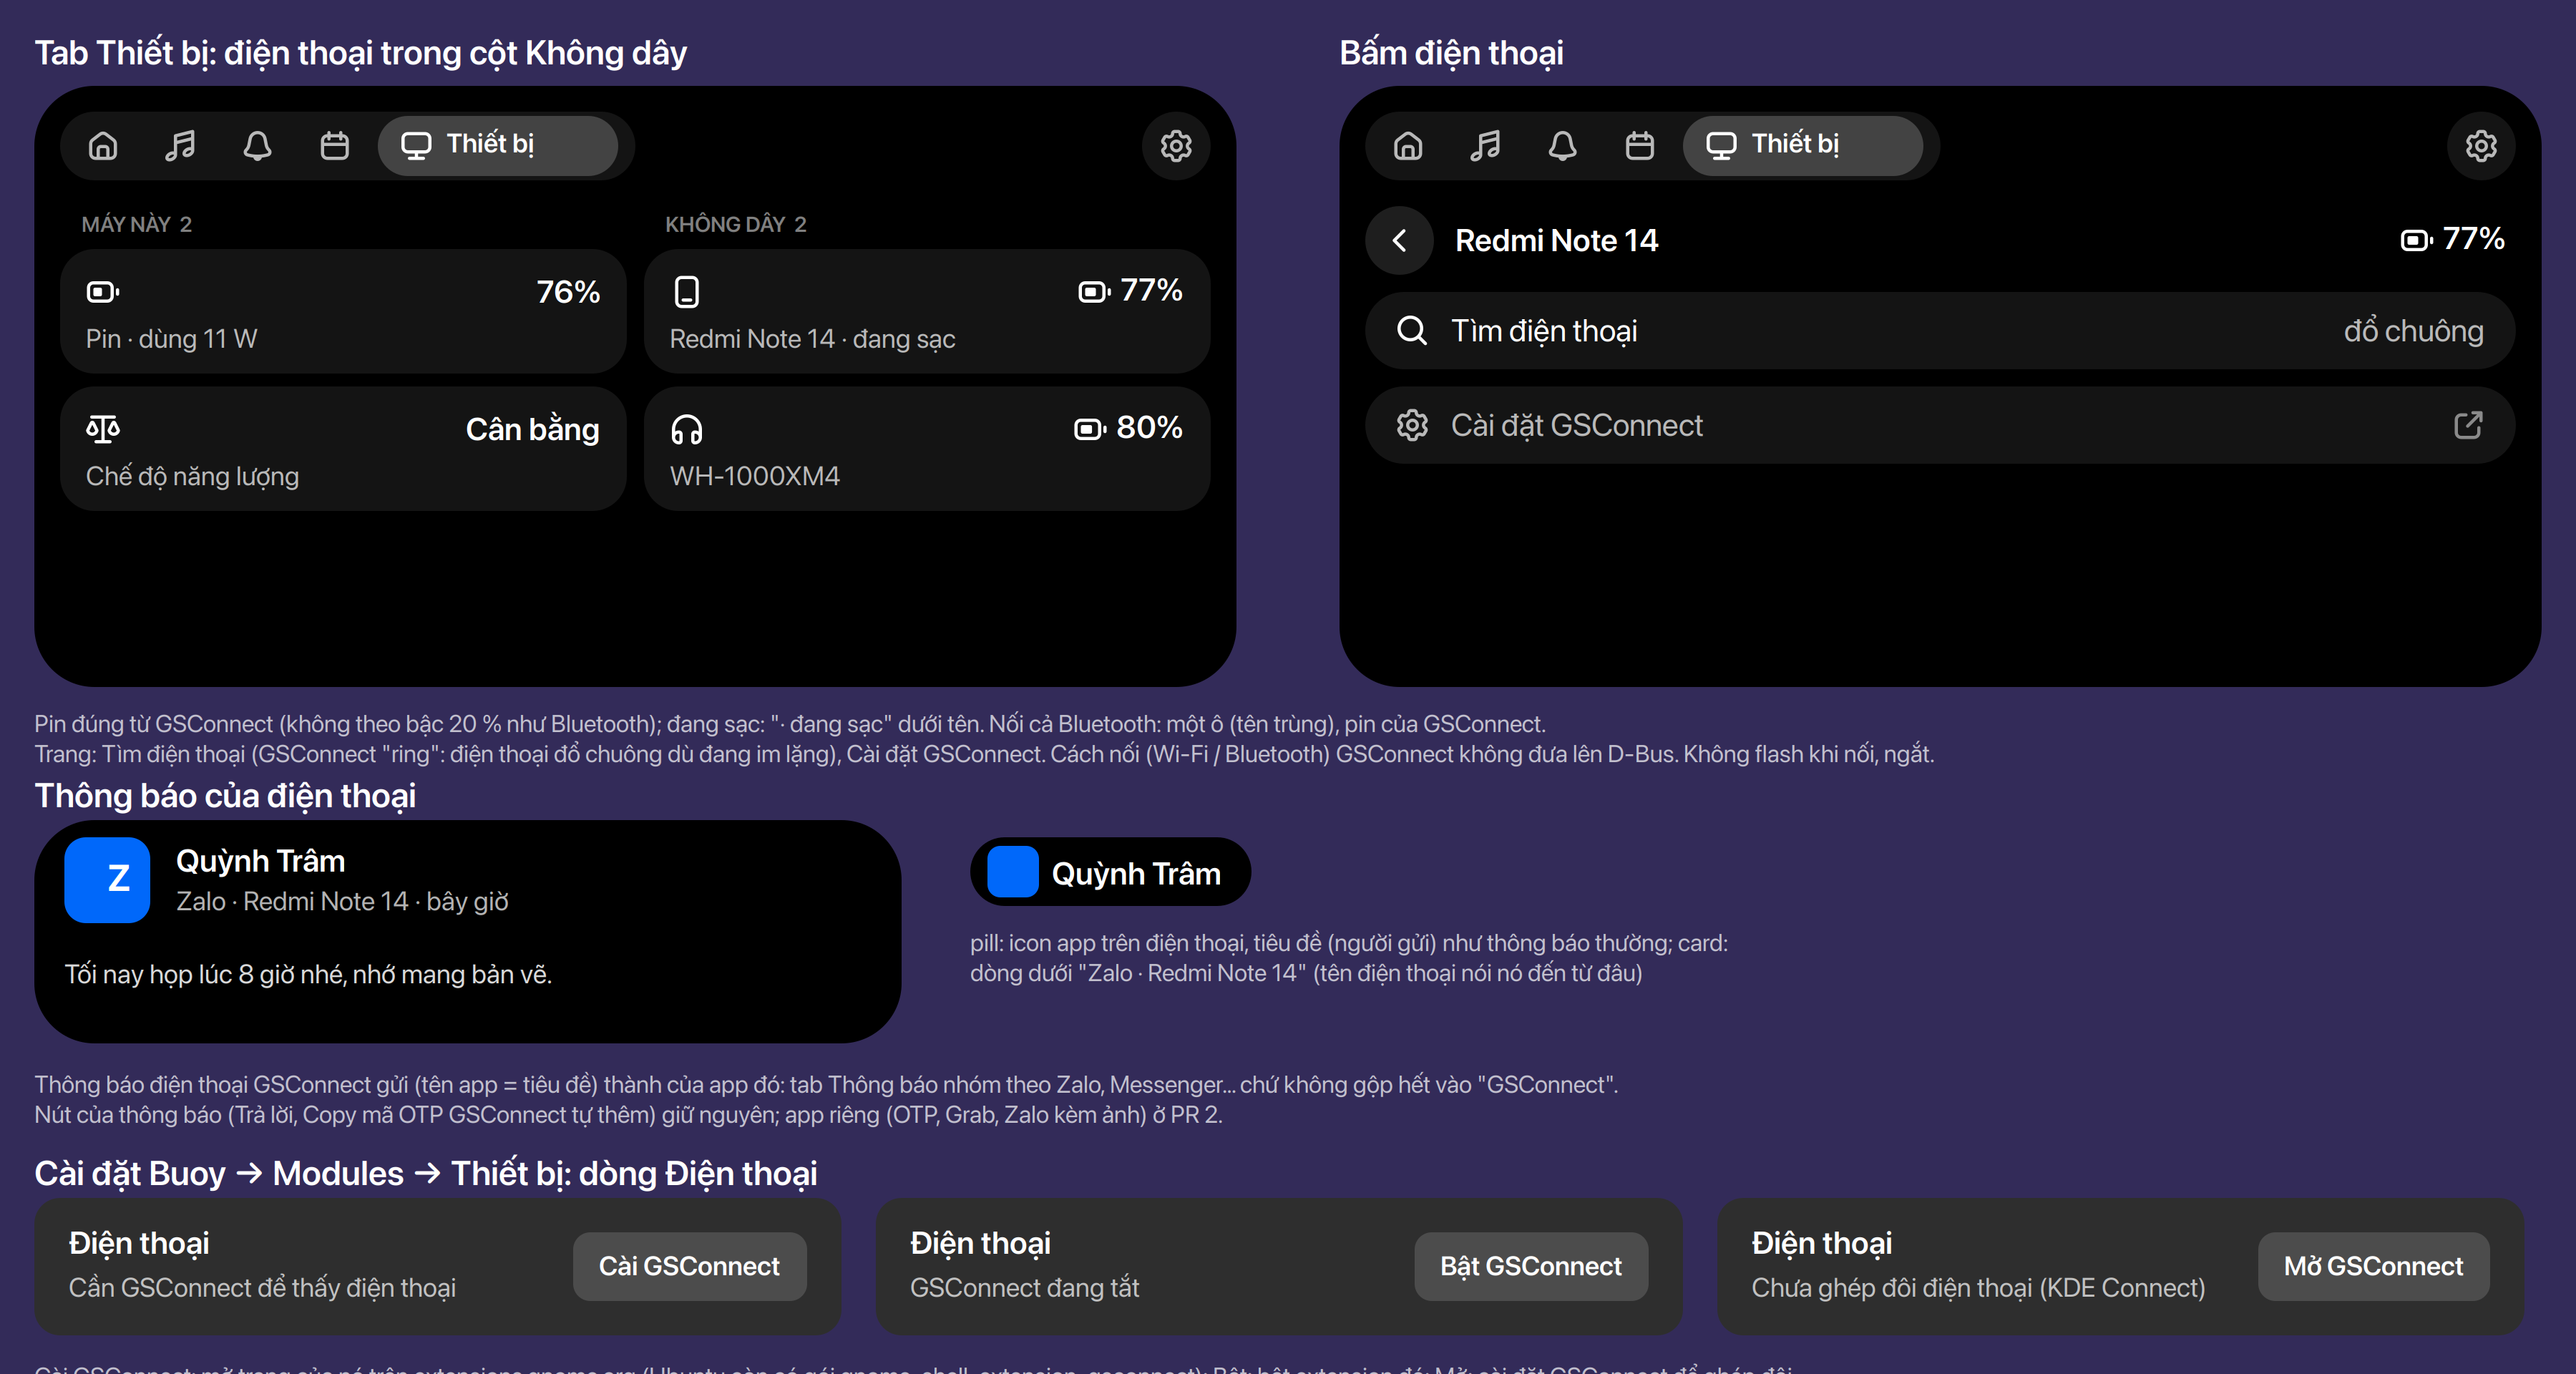 Tab Thiết bị: điện thoại trong cột Không dây
Bấm điện thoại
Thiết bị
Thiết bị
MÁY NÀY 2
KHÔNG DÂY 2
76%
Pin · dùng 11 W
77%
Redmi Note 14 · đang sạc
Cân bằng
Chế độ năng lượng
80%
WH-1000XM4
Redmi Note 14
77%
Tìm điện thoại
đổ chuông
Cài đặt GSConnect
Pin đúng từ GSConnect (không theo bậc 20 % như Bluetooth); đang sạc: "· đang sạc" dưới tên. Nối cả Bluetooth: một ô (tên trùng), pin của GSConnect.
Trang: Tìm điện thoại (GSConnect "ring": điện thoại đổ chuông dù đang im lặng), Cài đặt GSConnect. Cách nối (Wi-Fi / Bluetooth) GSConnect không đưa lên D-Bus. Không flash khi nối, ngắt.
Thông báo của điện thoại
Z
Quỳnh Trâm
Zalo · Redmi Note 14 · bây giờ
Tối nay họp lúc 8 giờ nhé, nhớ mang bản vẽ.
Quỳnh Trâm
pill: icon app trên điện thoại, tiêu đề (người gửi) như thông báo thường; card:
dòng dưới "Zalo · Redmi Note 14" (tên điện thoại nói nó đến từ đâu)
Thông báo điện thoại GSConnect gửi (tên app = tiêu đề) thành của app đó: tab Thông báo nhóm theo Zalo, Messenger... chứ không gộp hết vào "GSConnect".
Nút của thông báo (Trả lời, Copy mã OTP GSConnect tự thêm) giữ nguyên; app riêng (OTP, Grab, Zalo kèm ảnh) ở PR 2.
Cài đặt Buoy → Modules → Thiết bị: dòng Điện thoại
Điện thoại
Cần GSConnect để thấy điện thoại
Cài GSConnect
Điện thoại
GSConnect đang tắt
Bật GSConnect
Điện thoại
Chưa ghép đôi điện thoại (KDE Connect)
Mở GSConnect